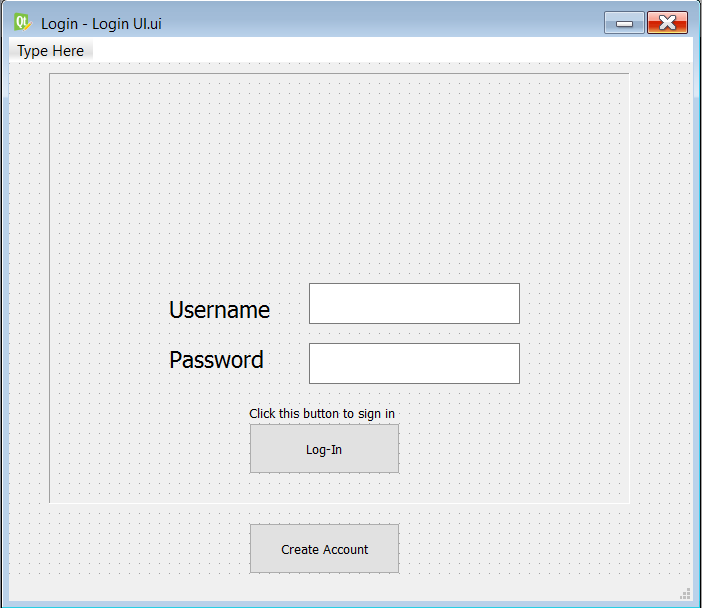 Login - Login UI.ui
Type Here
Username
Password
Click this button to sign in
Log-In
Create Account